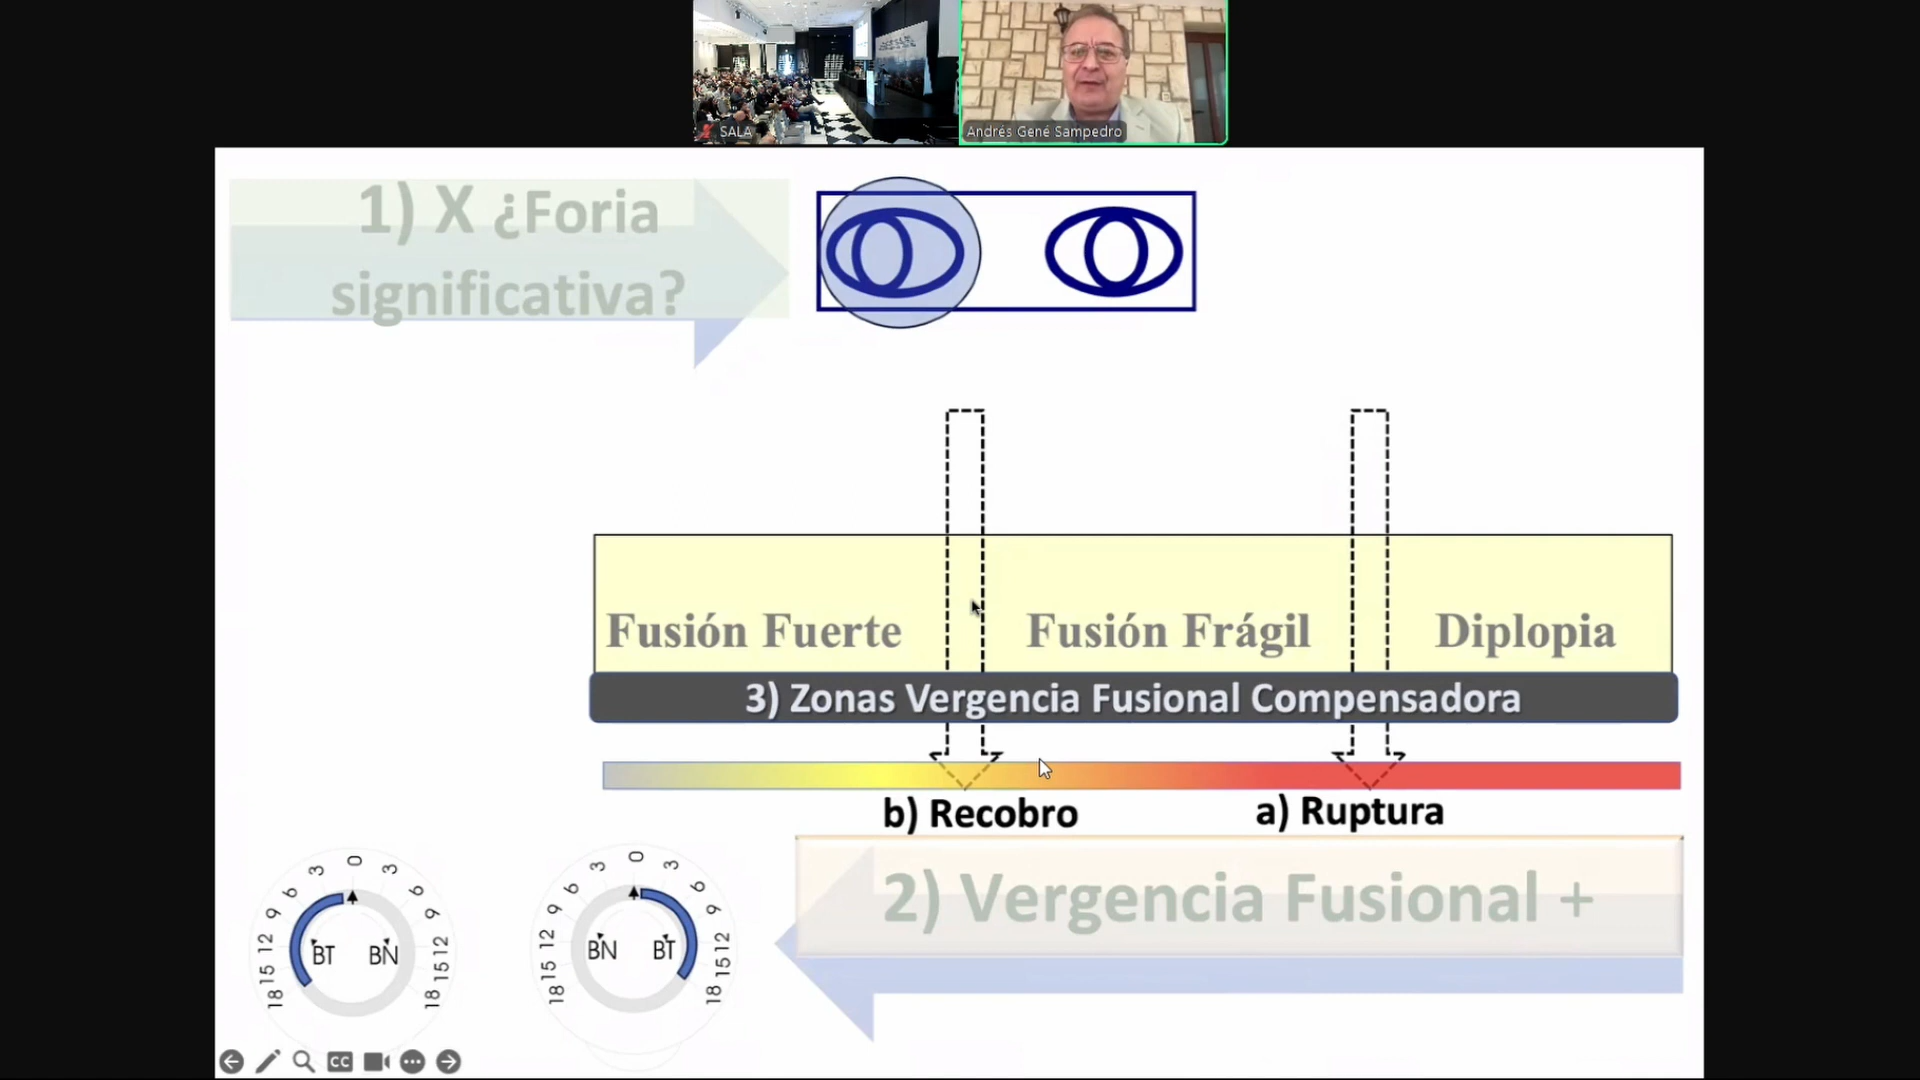 SALA
Andrés Gené Sampedro
1) X ¿Foria
significativa?
Fusión Fuerte
Fusión Frágil
Diplopia
3) Zonas Vergencia Fusional Compensadora
b) Recobro
a) Ruptura
2) Vergencia Fusional +
18 15 12 9 6 3 0 3 6 9 12 15 18
BT BN
18 15 12 9 6 3 0 3 6 9 12 15 18
BN BT
CC